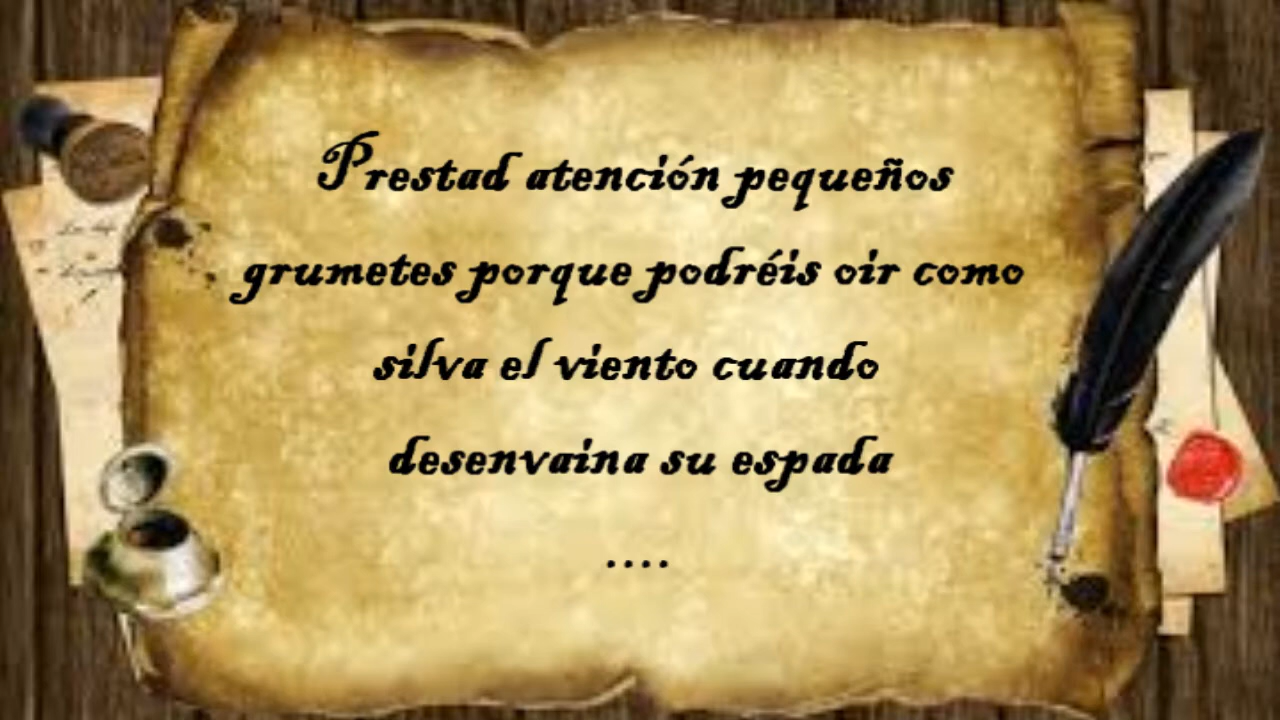 Prestad atención pequeños
grumetes porque podréis oir como
silva el viento cuando
desenvaina su espada
....